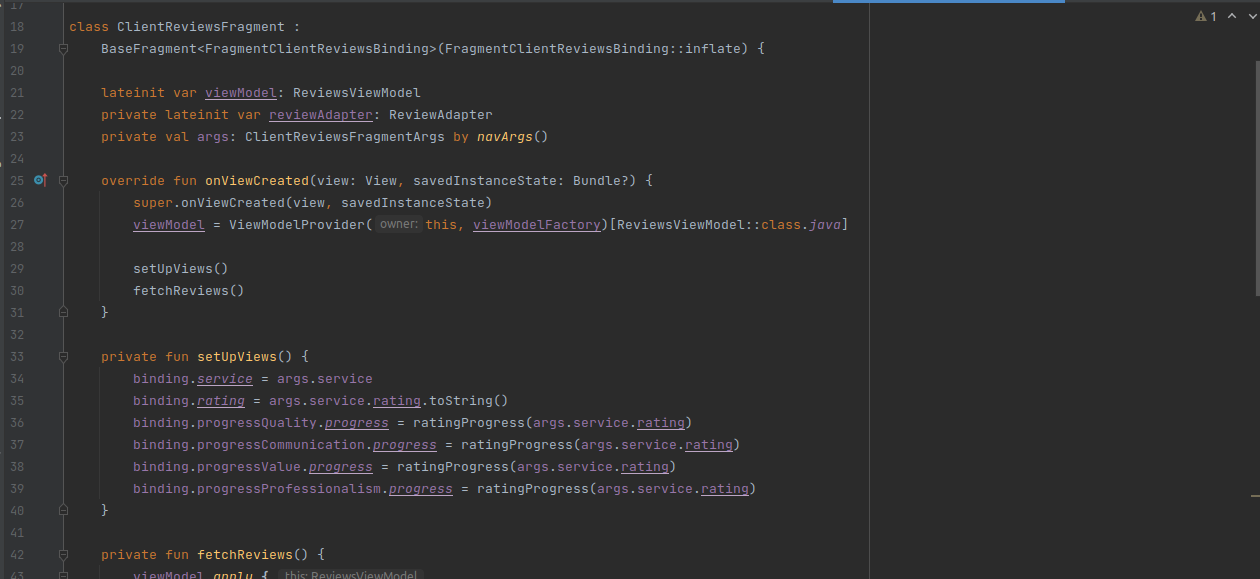 17
1
18 class ClientReviewsFragment :
19 BaseFragment<FragmentClientReviewsBinding>(FragmentClientReviewsBinding::inflate) {
20
21 lateinit var viewModel: ReviewsViewModel
22 private lateinit var reviewAdapter: ReviewAdapter
23 private val args: ClientReviewsFragmentArgs by navArgs()
24
25 override fun onViewCreated(view: View, savedInstanceState: Bundle?) {
26 super.onViewCreated(view, savedInstanceState)
27 viewModel = ViewModelProvider( owner: this, viewModelFactory)[ReviewsViewModel::class.java]
28
29 setUpViews()
30 fetchReviews()
31 }
32
33 private fun setUpViews() {
34 binding.service = args.service
35 binding.rating = args.service.rating.toString()
36 binding.progressQuality.progress = ratingProgress(args.service.rating)
37 binding.progressCommunication.progress = ratingProgress(args.service.rating)
38 binding.progressValue.progress = ratingProgress(args.service.rating)
39 binding.progressProfessionalism.progress = ratingProgress(args.service.rating)
40 }
41
42 private fun fetchReviews() {
43 viewModel.apply { this: ReviewsViewModel